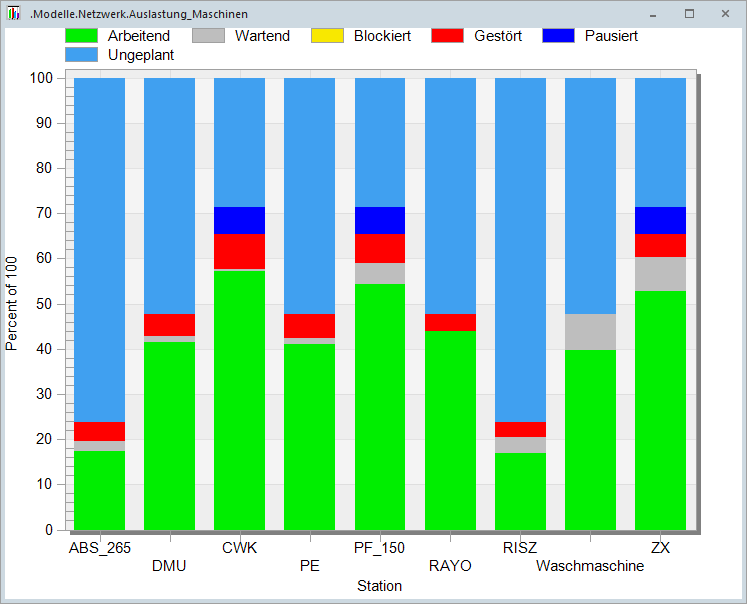 .Modelle.Netzwerk.Auslastung_Maschinen
Arbeitend Wartend Blockiert Gestört Pausiert
Ungeplant
100
90
80
70
60
50
40
30
20
10
0
Percent of 100
ABS_265 CWK PF_150 RISZ ZX
DMU PE RAYO Waschmaschine
Station